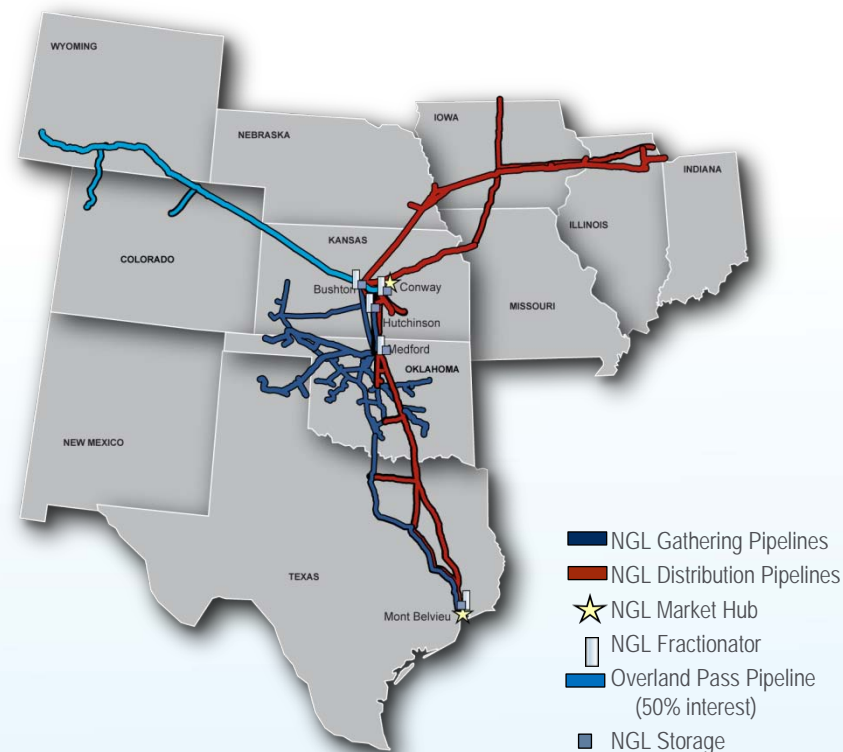 WYOMING
NEBRASKA
IOWA
INDIANA
ILLINOIS
KANSAS
COLORADO
Bushton
Conway
MISSOURI
Hutchinson
Medford
OKLAHOMA
NEW MEXICO
TEXAS
Mont Belvieu
NGL Gathering Pipelines
NGL Distribution Pipelines
NGL Market Hub
NGL Fractionator
Overland Pass Pipeline
(50% interest)
NGL Storage